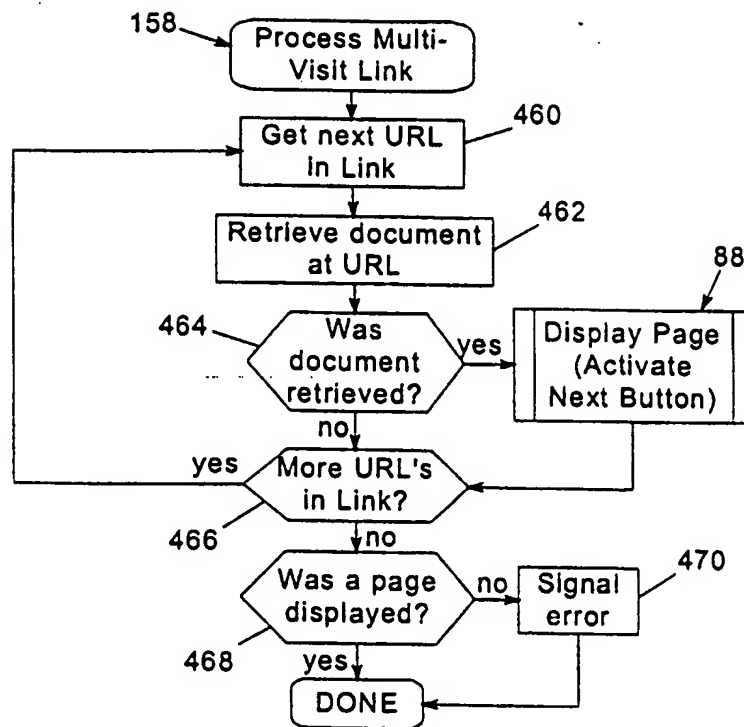 158
Process Multi-
Visit Link
460
Get next URL
in Link
462
Retrieve document
at URL
88
464
Was
document
retrieved?
yes
Display Page
(Activate
Next Button)
no
yes
More URL's
in Link?
466
no
470
Was a page
displayed?
no
Signal
error
468
yes
DONE